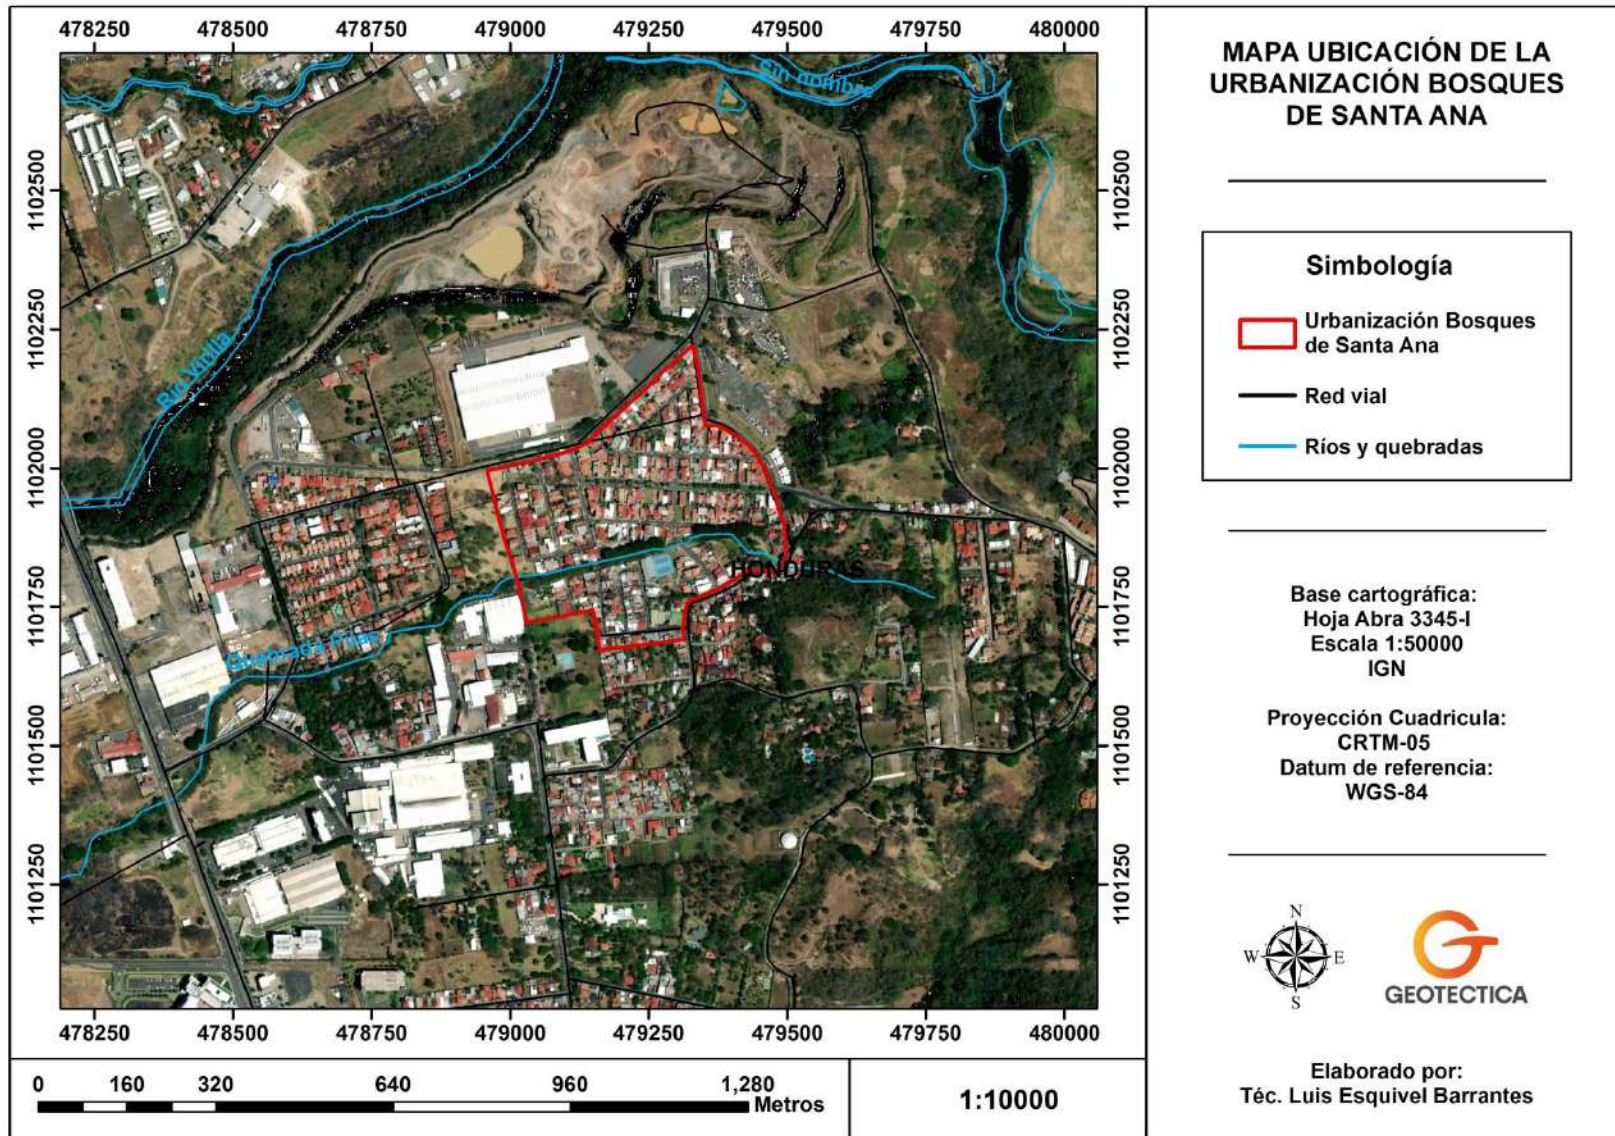 478250 478500 478750 479000 479250 479500 479750 480000
MAPA UBICACIÓN DE LA
URBANIZACIÓN BOSQUES
DE SANTA ANA
Simbología
Urbanización Bosques
de Santa Ana
Red vial
Ríos y quebradas
Base cartográfica:
Hoja Abra 3345-I
Escala 1:50000
IGN
Proyección Cuadricula:
CRTM-05
Datum de referencia:
WGS-84
N
W E
S
GEOTECTICA
Elaborado por:
Téc. Luis Esquivel Barrantes
1102500
1102250
1102000
1101750
1101500
1101250
Sin nombre
Río Virilla
HONDURAS
Quebrada Pilas
1102500
1102250
1102000
1101750
1101500
1101250
478250 478500 478750 479000 479250 479500 479750 480000
0 160 320 640 960 1,280
Metros
1:10000